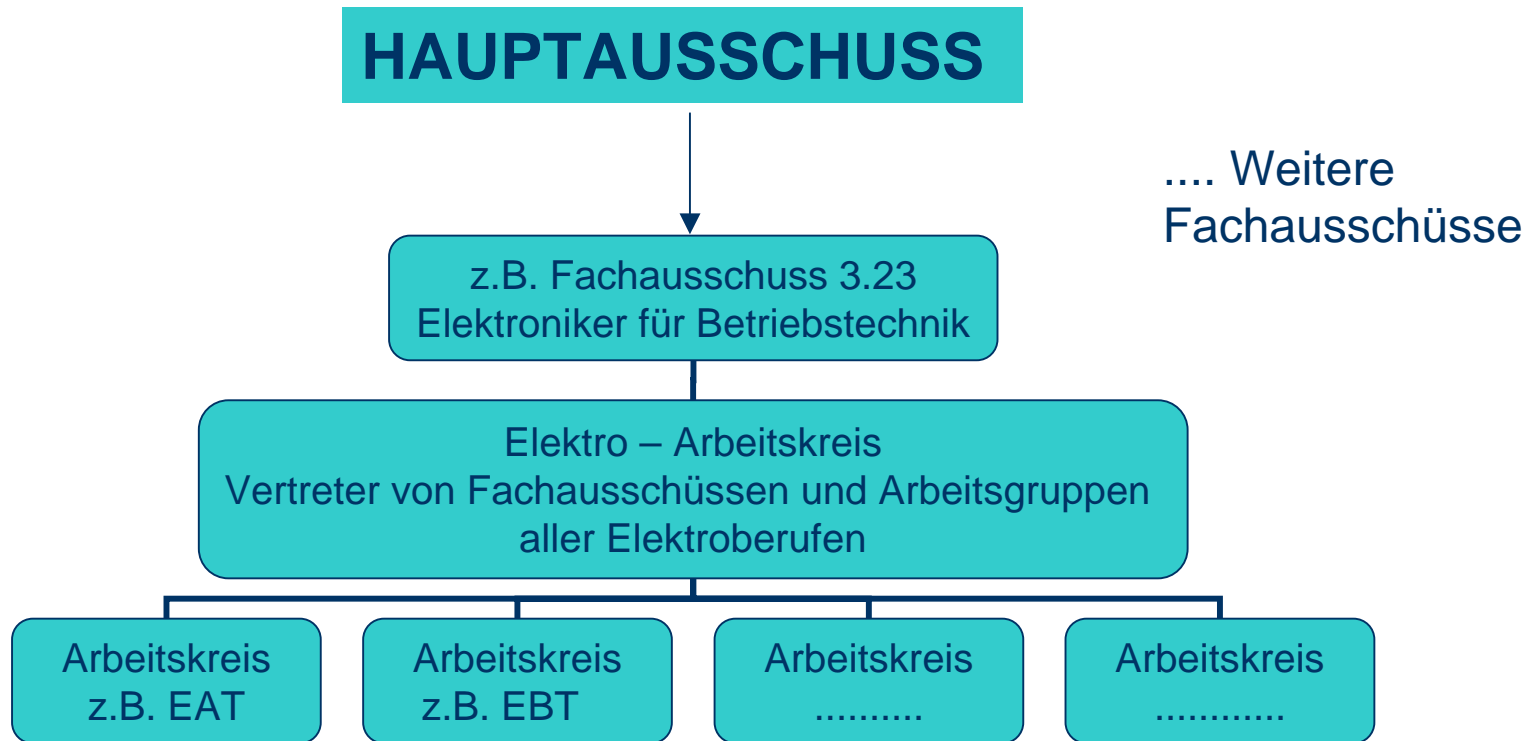 HAUPTAUSSCHUSS
.... Weitere
Fachausschüsse
z.B. Fachausschuss 3.23
Elektroniker für Betriebstechnik
Elektro – Arbeitskreis
Vertreter von Fachausschüssen und Arbeitsgruppen
aller Elektroberufen
Arbeitskreis
z.B. EAT
Arbeitskreis
z.B. EBT
Arbeitskreis
..........
Arbeitskreis
............